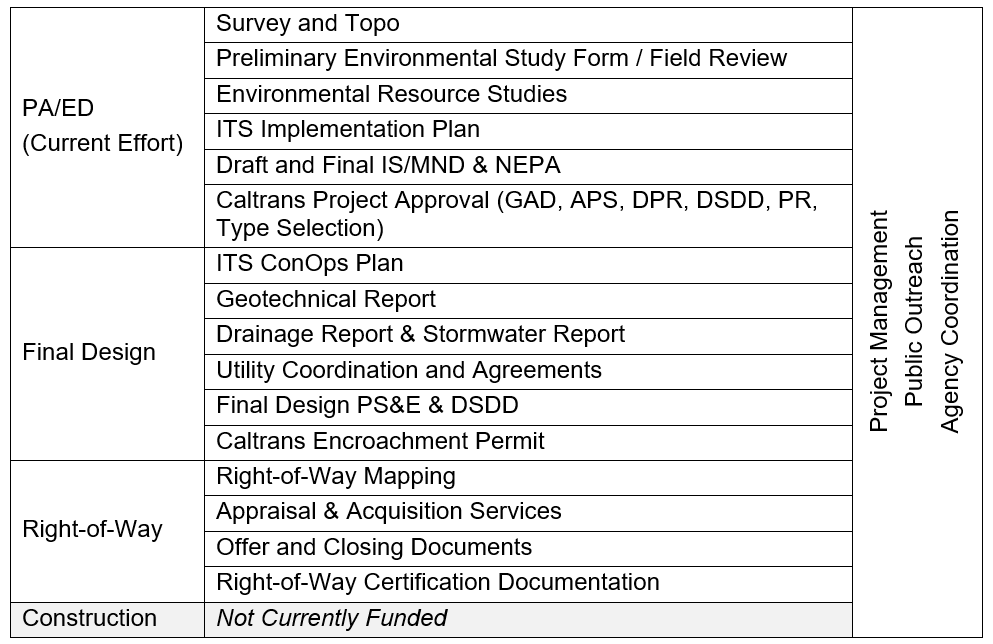 PA/ED
(Current Effort)
Survey and Topo
Preliminary Environmental Study Form / Field Review
Environmental Resource Studies
ITS Implementation Plan
Draft and Final IS/MND & NEPA
Caltrans Project Approval (GAD, APS, DPR, DSDD, PR,
Type Selection)
Final Design
ITS ConOps Plan
Geotechnical Report
Drainage Report & Stormwater Report
Utility Coordination and Agreements
Final Design PS&E & DSDD
Caltrans Encroachment Permit
Right-of-Way
Right-of-Way Mapping
Appraisal & Acquisition Services
Offer and Closing Documents
Right-of-Way Certification Documentation
Construction
Not Currently Funded
Project Management
Public Outreach
Agency Coordination